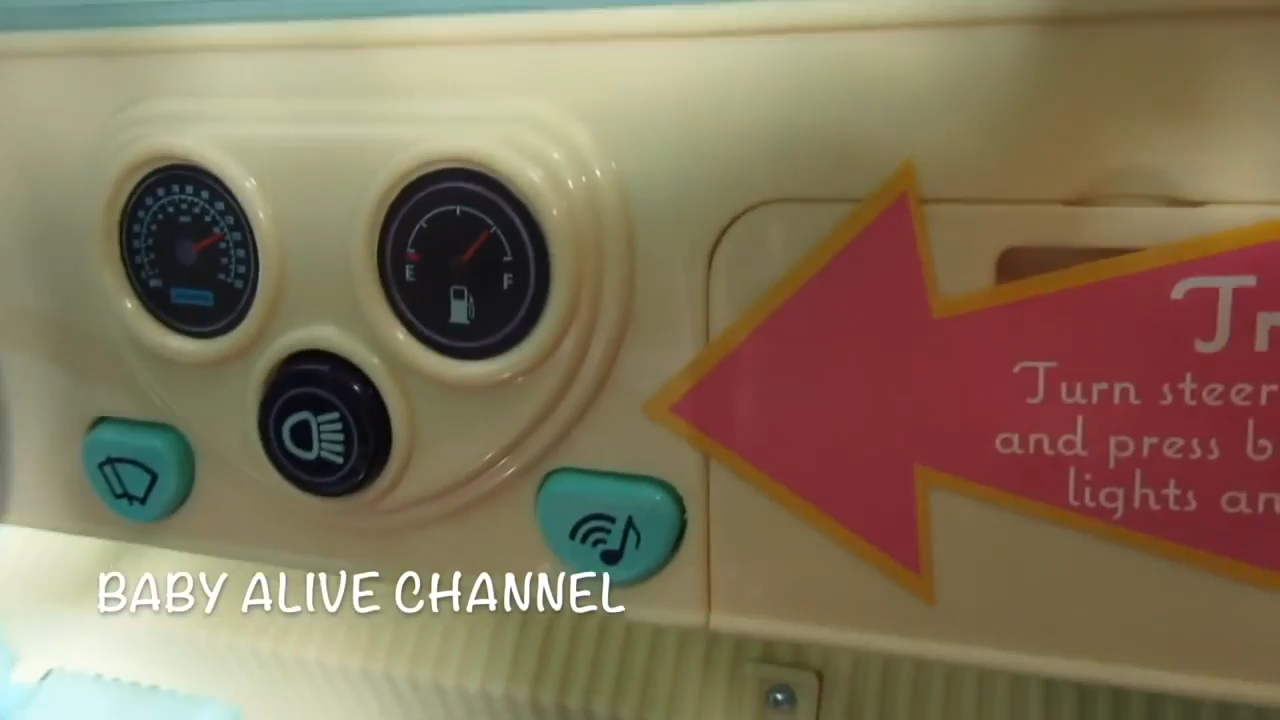 E F
Turn steer
and press b
lights an
BABY ALIVE CHANNEL